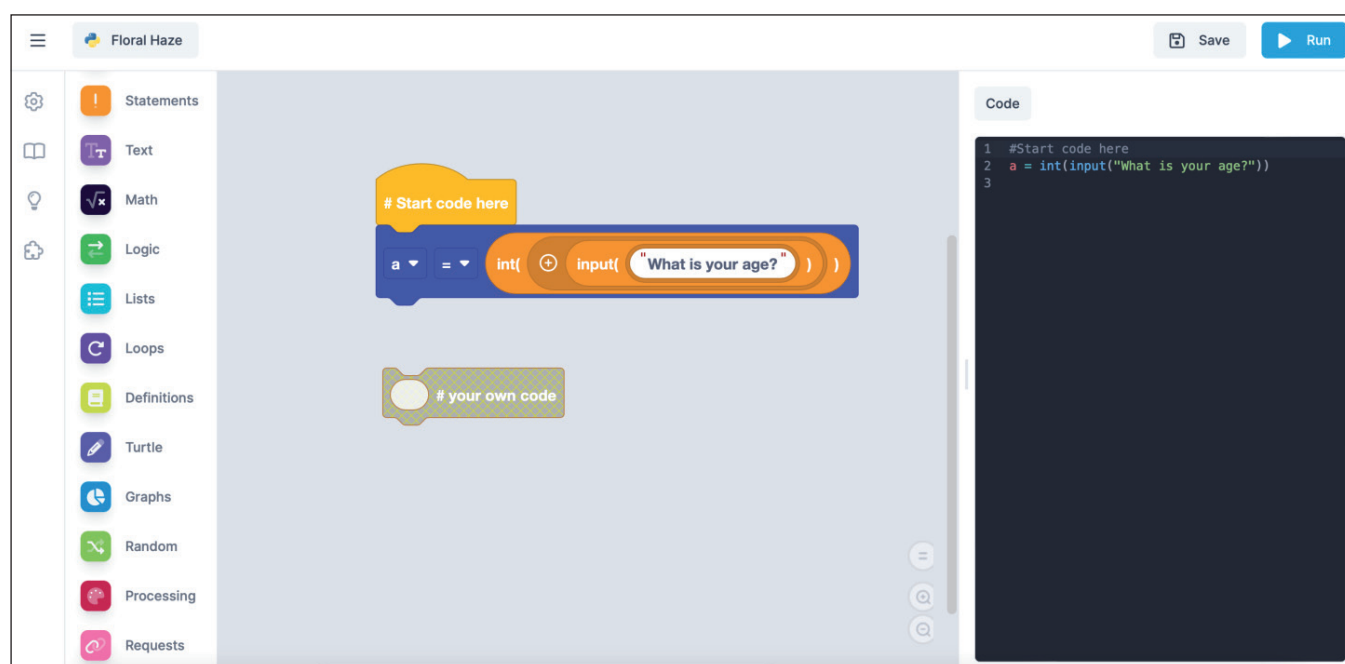 Floral Haze
Save
Run
Statements
Text
Math
Logic
Lists
Loops
Definitions
Turtle
Graphs
Random
Processing
Requests
# Start code here
a = int( input( "What is your age?" ) )
# your own code
Code
1 #Start code here
2 a = int(input("What is your age?"))
3